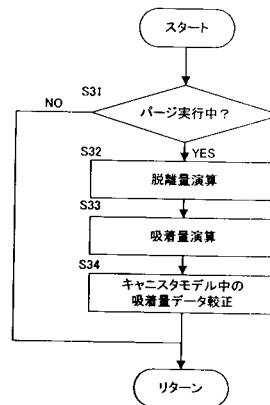 スタート
S31
NO
パージ実行中？
YES
S32
脱離量演算
S33
吸着量演算
S34
キャニスタモデル中の
吸着量データ較正
リターン